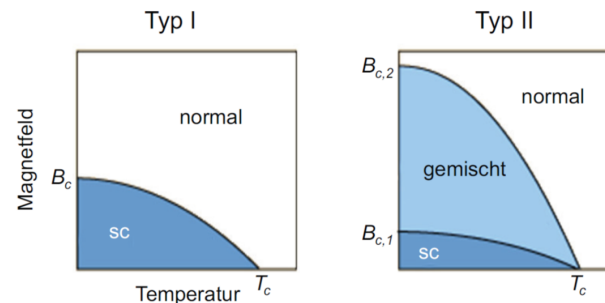 Typ I
Typ II
Magnetfeld
normal
B_c
sc
T_c
Temperatur
B_c,2
normal
gemischt
B_c,1
sc
T_c